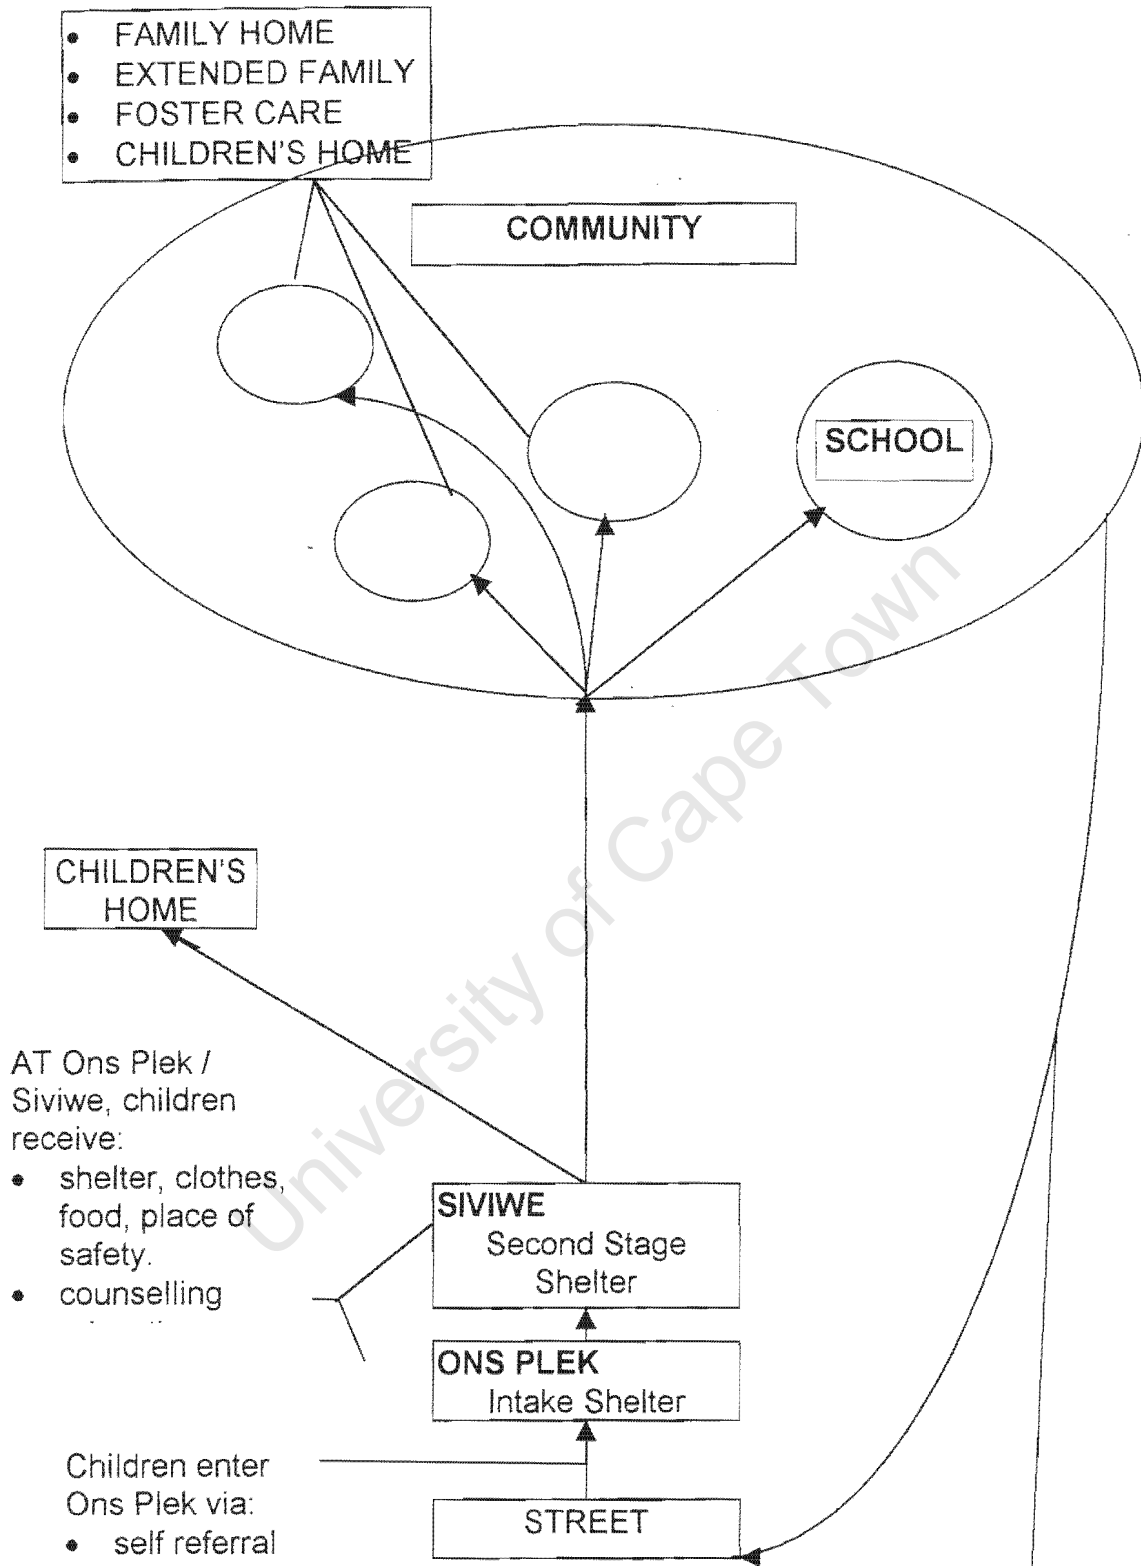 • FAMILY HOME
• EXTENDED FAMILY
• FOSTER CARE
• CHILDREN'S HOME
COMMUNITY
SCHOOL
CHILDREN'S
HOME
AT Ons Plek /
Siviwe, children
receive:
• shelter, clothes,
food, place of
safety.
• counselling
SIVIWE
Second Stage
Shelter
ONS PLEK
Intake Shelter
Children enter
Ons Plek via:
• self referral
STREET
University of Cape Town